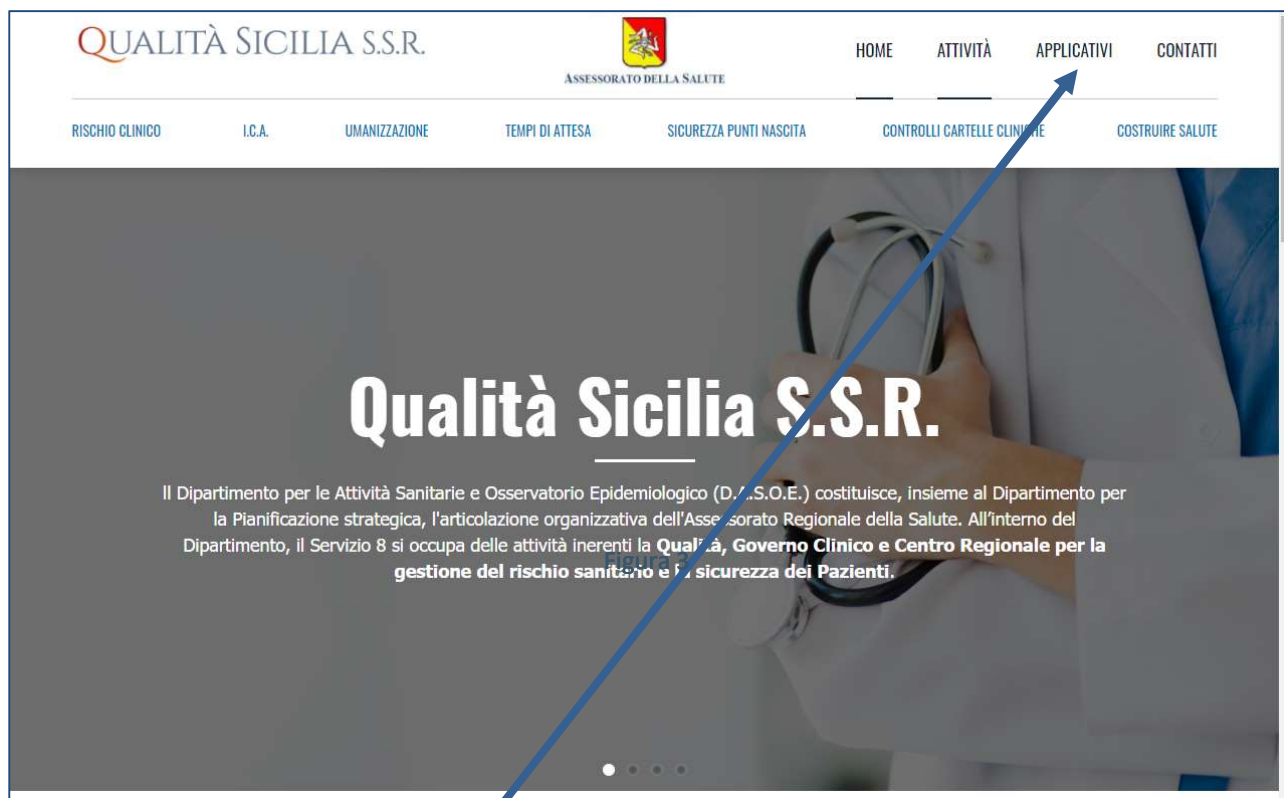 QUALITÀ SICILIA S.S.R.
ASSESSORATO DELLA SALUTE
HOME ATTIVITÀ APPLICATIVI CONTATTI
RISCHIO CLINICO I.C.A. UMANIZZAZIONE TEMPI DI ATTESA SICUREZZA PUNTI NASCITA CONTROLLI CARTELLE CLINICHE COSTRUIRE SALUTE
Qualità Sicilia S.S.R.
Il Dipartimento per le Attività Sanitarie e Osservatorio Epidemiologico (D.A.S.O.E.) costituisce, insieme al Dipartimento per
la Pianificazione strategica, l'articolazione organizzativa dell'Assessorato Regionale della Salute. All'interno del
Dipartimento, il Servizio 8 si occupa delle attività inerenti la Qualità, Governo Clinico e Centro Regionale per la
gestione del rischio sanitario e la sicurezza dei Pazienti.
Figura 3